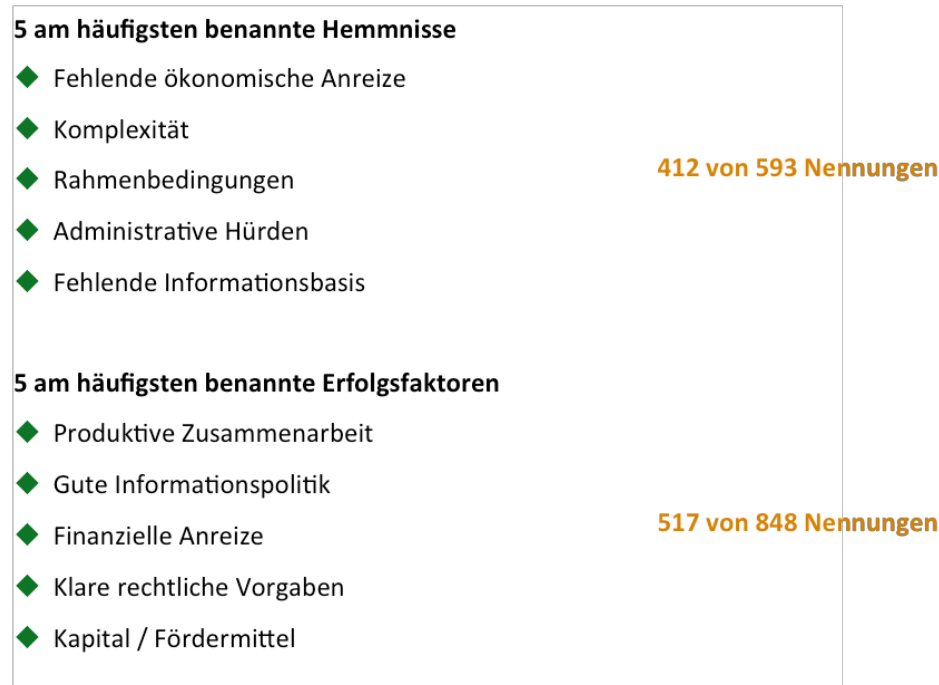 5 am häufigsten benannte Hemmnisse
Fehlende ökonomische Anreize
Komplexität
Rahmenbedingungen
Administrative Hürden
Fehlende Informationsbasis
412 von 593 Nennungen
5 am häufigsten benannte Erfolgsfaktoren
Produktive Zusammenarbeit
Gute Informationspolitik
Finanzielle Anreize
Klare rechtliche Vorgaben
Kapital / Fördermittel
517 von 848 Nennungen